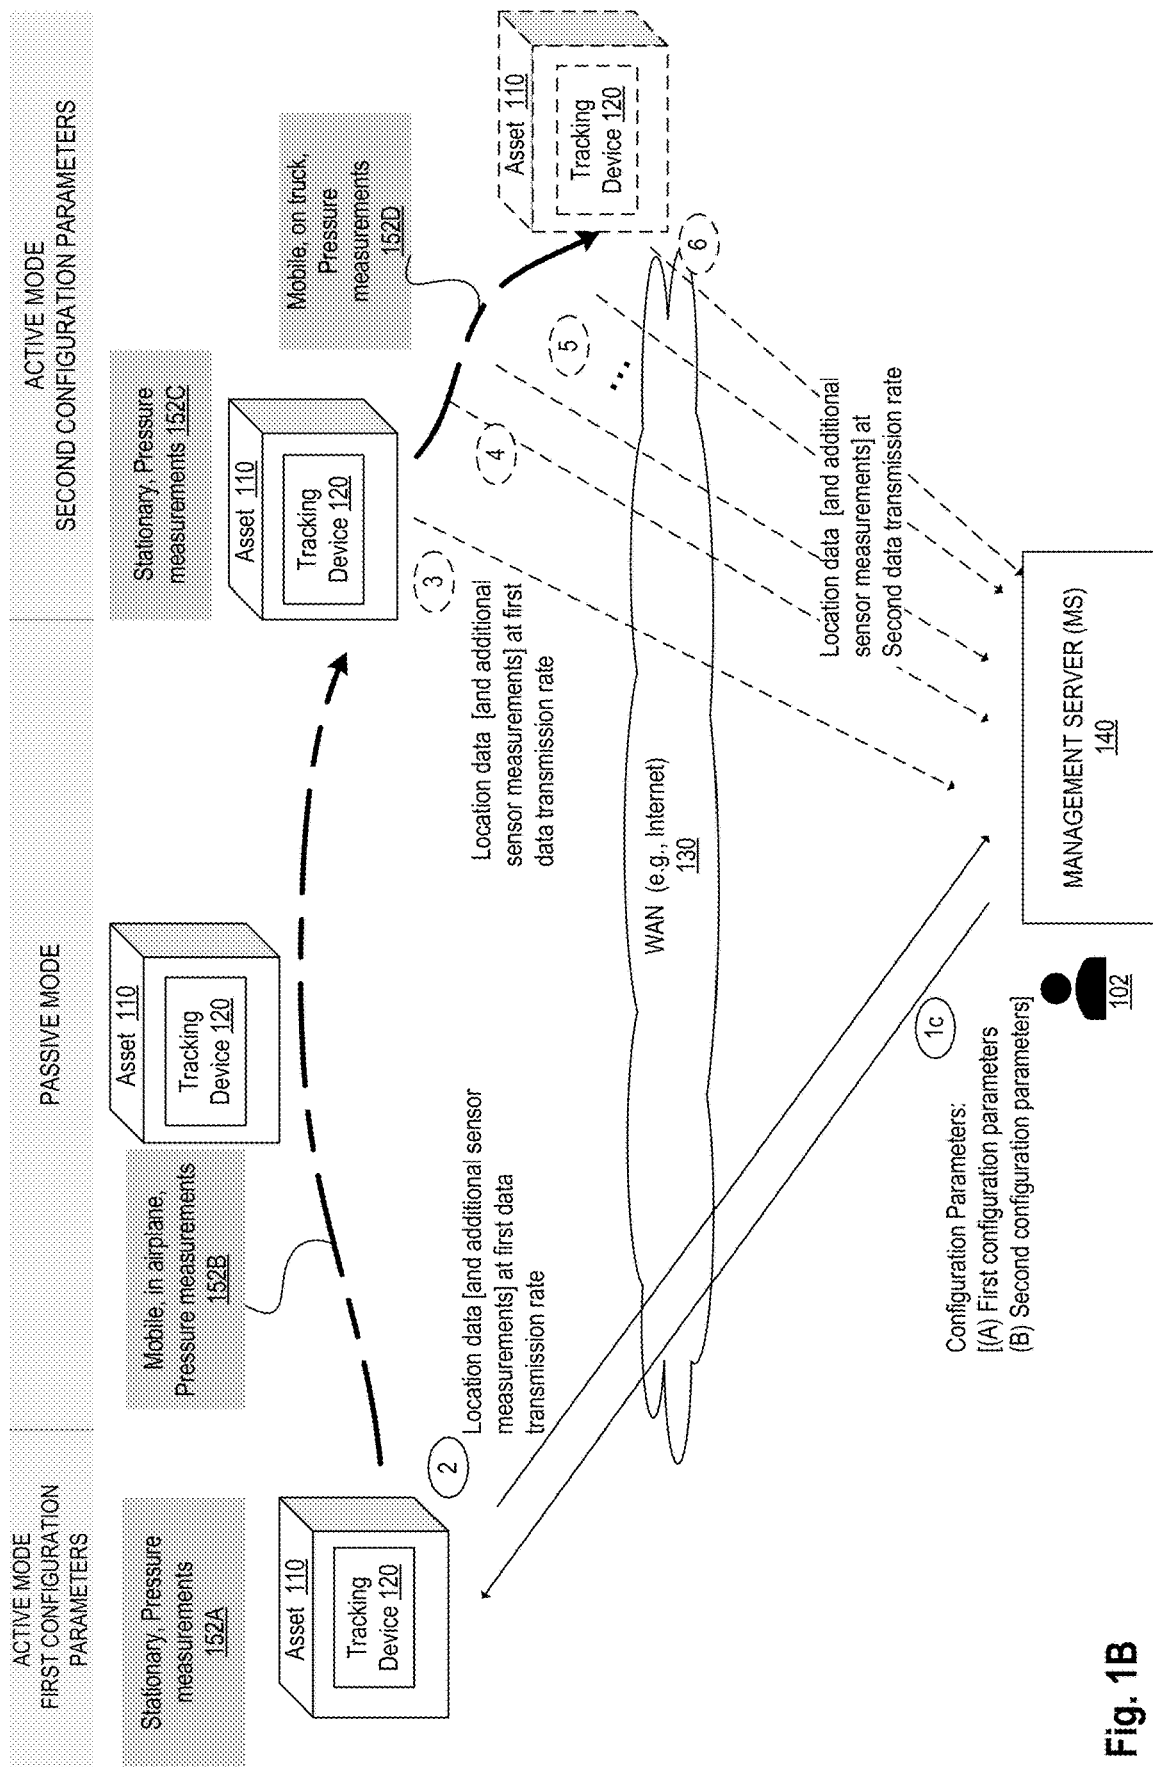 ACTIVE MODE
FIRST CONFIGURATION
PARAMETERS
PASSIVE MODE
ACTIVE MODE
SECOND CONFIGURATION PARAMETERS
Stationary, Pressure
measurements
152A
Asset 110
Tracking
Device 120
Mobile, in airplane,
Pressure measurements
152B
Asset 110
Tracking
Device 120
Stationary, Pressure
measurements 152C
Asset 110
Tracking
Device 120
Mobile, on truck,
Pressure
measurements
152D
Asset 110
Tracking
Device 120
2
Location data [and additional sensor
measurements] at first data
transmission rate
3
Location data [and additional
sensor measurements] at first
data transmission rate
4
5
...
6
WAN (e.g., Internet)
130
Location data [and additional
sensor measurements] at
Second data transmission rate
1c
Configuration Parameters:
[(A) First configuration parameters
(B) Second configuration parameters]
102
MANAGEMENT SERVER (MS)
140
Fig. 1B